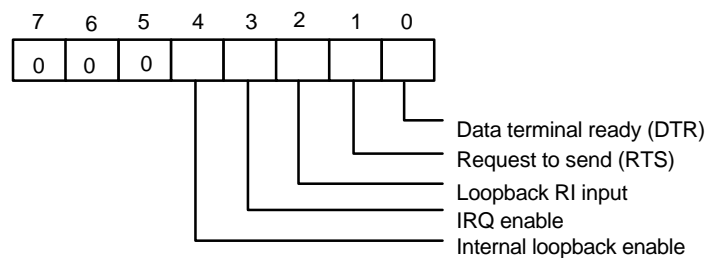 7 6 5 4 3 2 1 0
0 0 0
Data terminal ready (DTR)
Request to send (RTS)
Loopback RI input
IRQ enable
Internal loopback enable